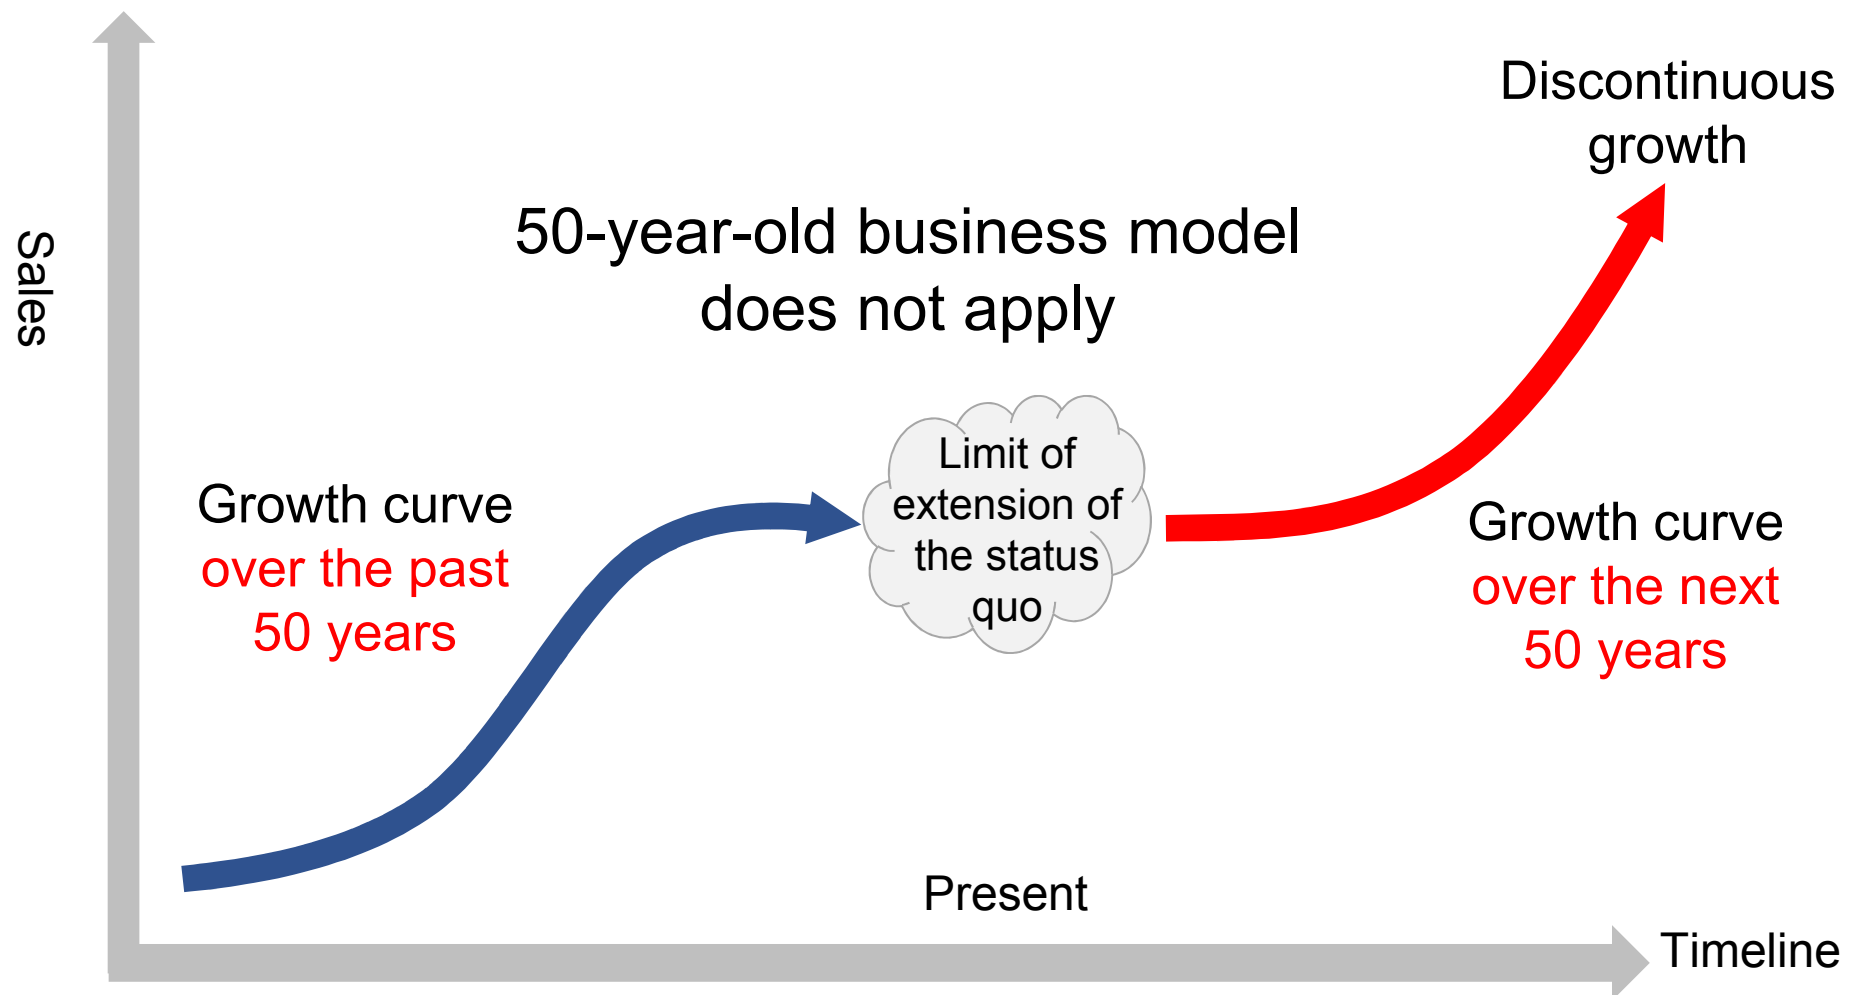 Sales
Discontinuous
growth
50-year-old business model
does not apply
Growth curve
over the past
50 years
Limit of
extension of
the status
quo
Growth curve
over the next
50 years
Present
Timeline